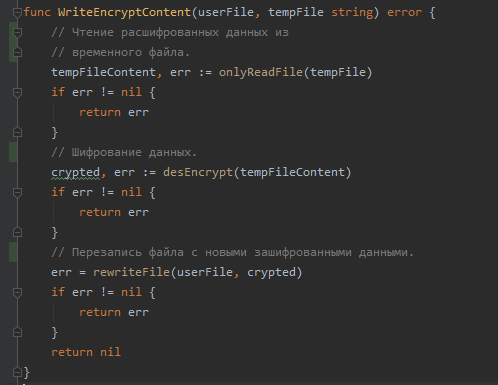 func WriteEncryptContent(userFile, tempFile string) error {
// Чтение расшифрованных данных из
// временного файла.
tempFileContent, err := onlyReadFile(tempFile)
if err != nil {
return err
}
// Шифрование данных.
crypted, err := desEncrypt(tempFileContent)
if err != nil {
return err
}
// Перезапись файла с новыми зашифрованными данными.
err = rewriteFile(userFile, crypted)
if err != nil {
return err
}
return nil
}